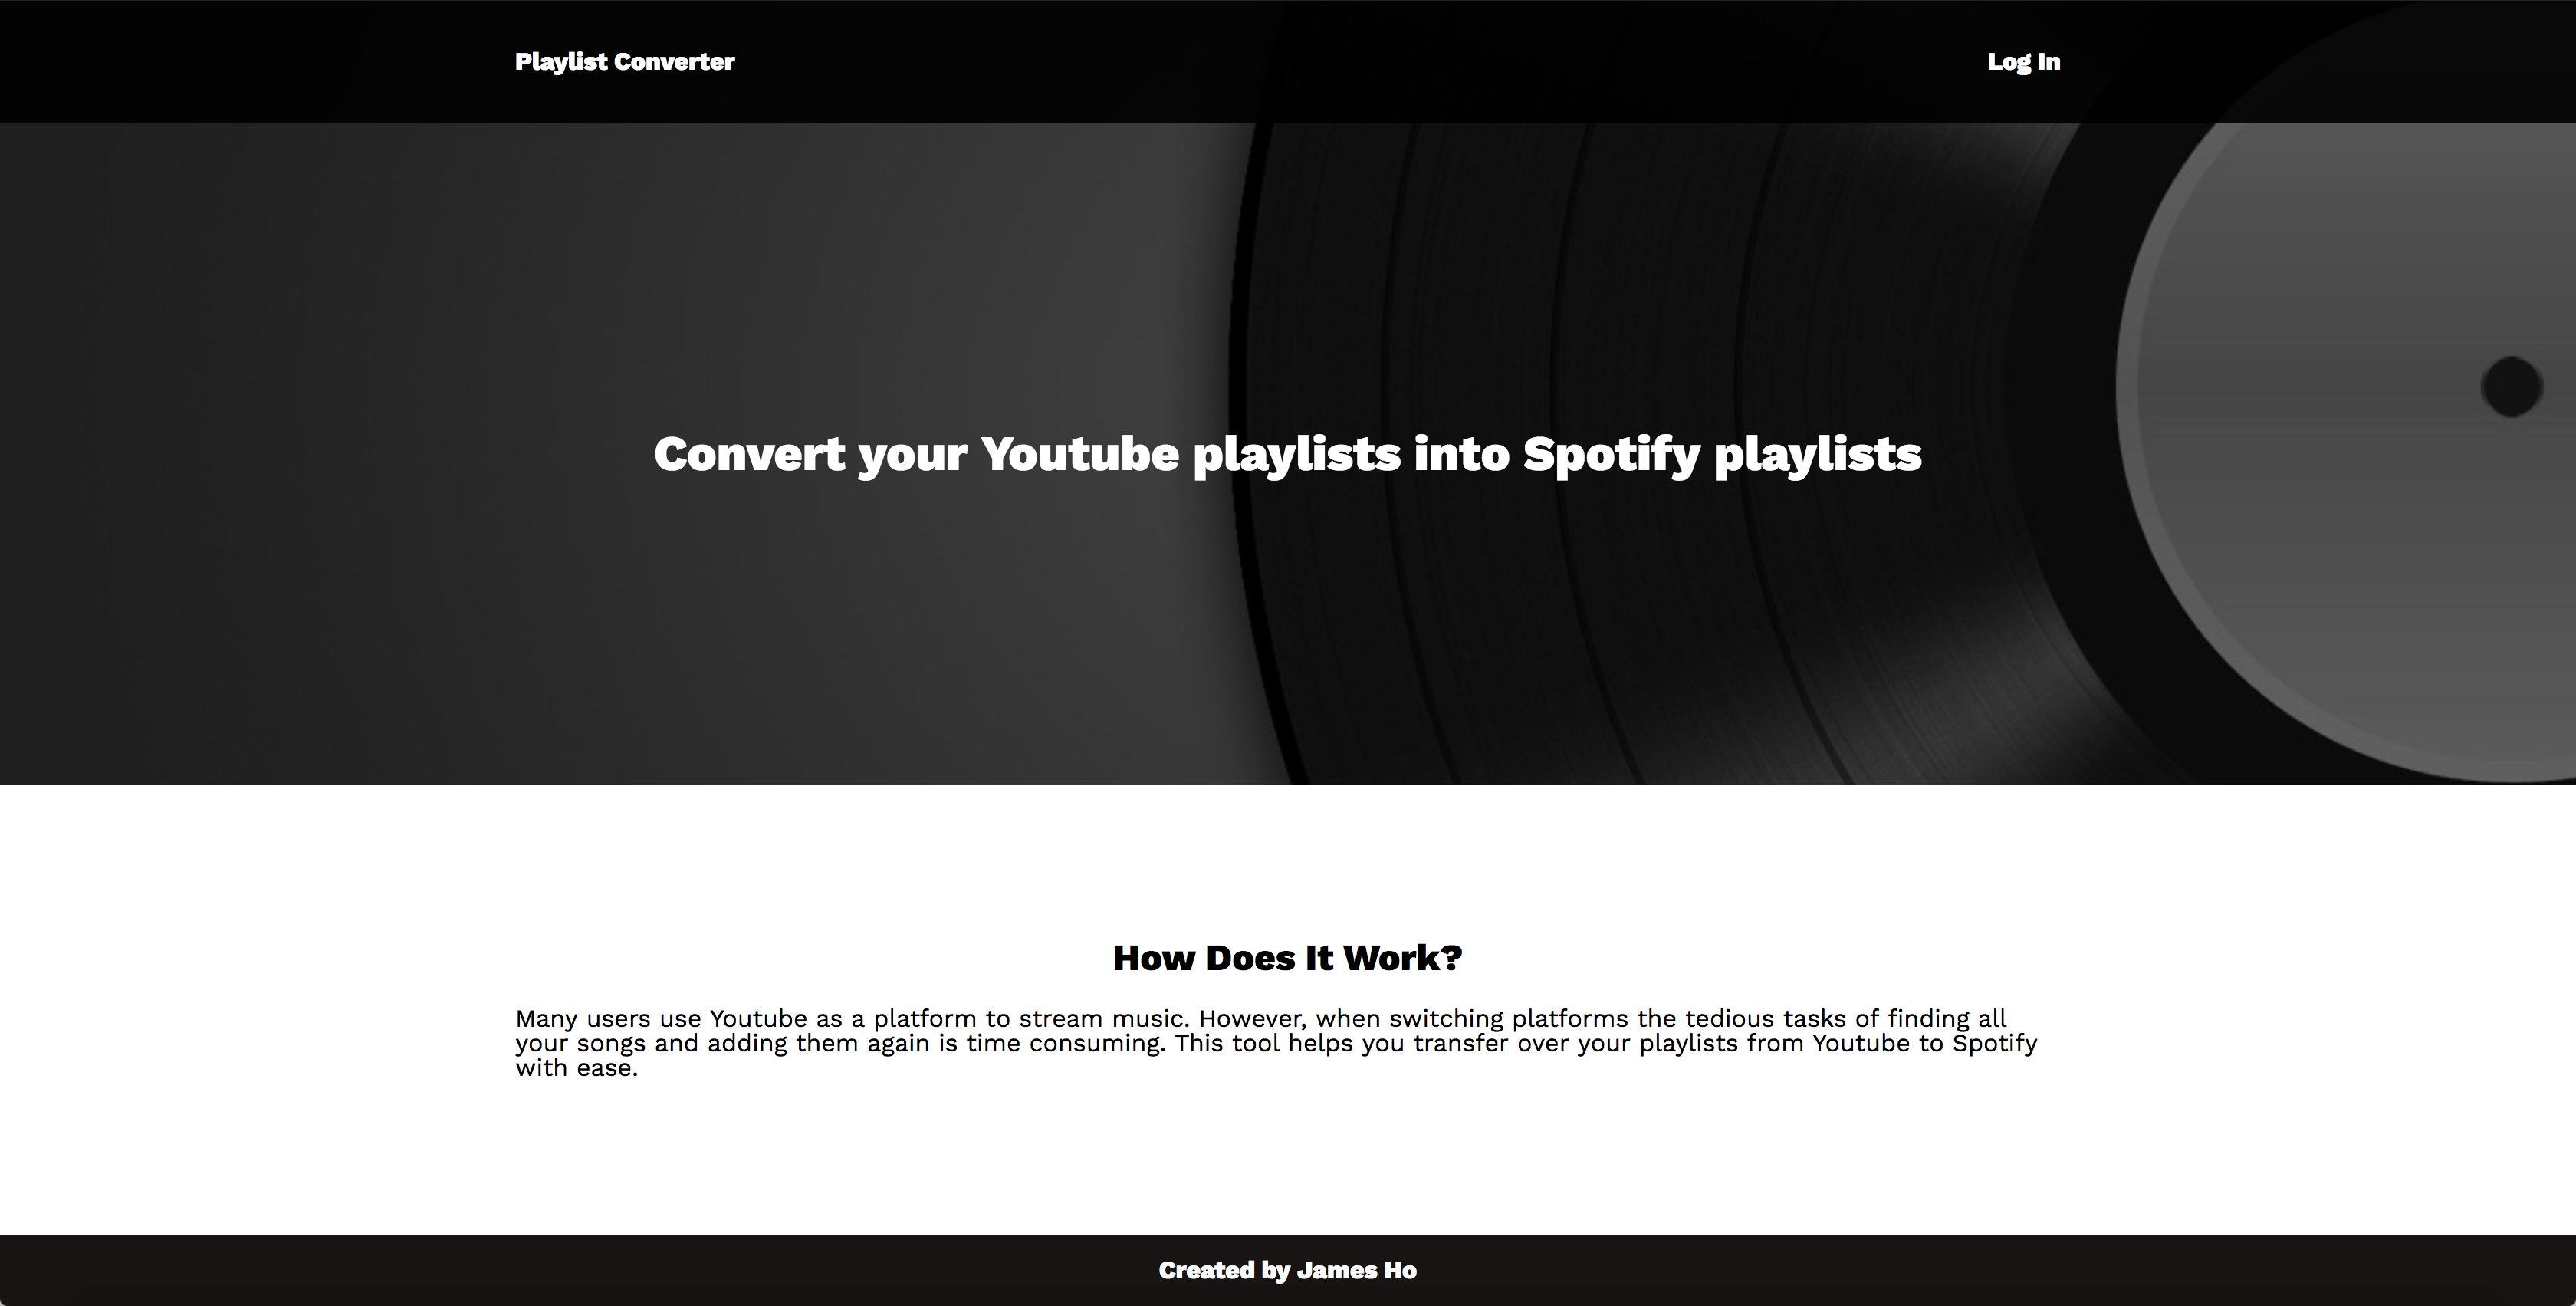 Playlist Converter
Log In
Convert your Youtube playlists into Spotify playlists
How Does It Work?
Many users use Youtube as a platform to stream music. However, when switching platforms the tedious tasks of finding all
your songs and adding them again is time consuming. This tool helps you transfer over your playlists from Youtube to Spotify
with ease.
Created by James Ho